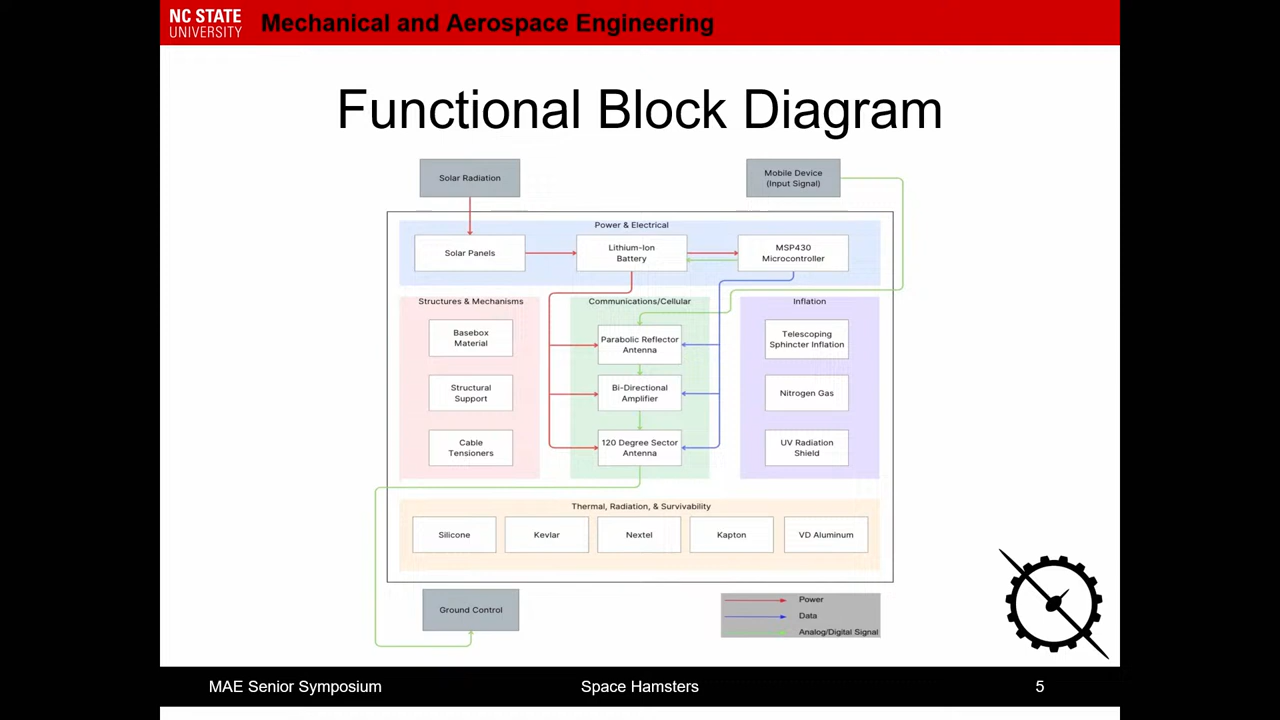 NC STATE
UNIVERSITY
Mechanical and Aerospace Engineering
Functional Block Diagram
Solar Radiation
Mobile Device
(Input Signal)
Power & Electrical
Solar Panels
Lithium-Ion
Battery
MSP430
Microcontroller
Structures & Mechanisms
Basebox
Material
Structural
Support
Cable
Tensioners
Communications/Cellular
Parabolic Reflector
Antenna
Bi-Directional
Amplifier
120 Degree Sector
Antenna
Inflation
Telescoping
Sphincter Inflation
Nitrogen Gas
UV Radiation
Shield
Thermal, Radiation, & Survivability
Silicone
Kevlar
Nextel
Kapton
VD Aluminum
Ground Control
Power
Data
Analog/Digital Signal
MAE Senior Symposium
Space Hamsters
5